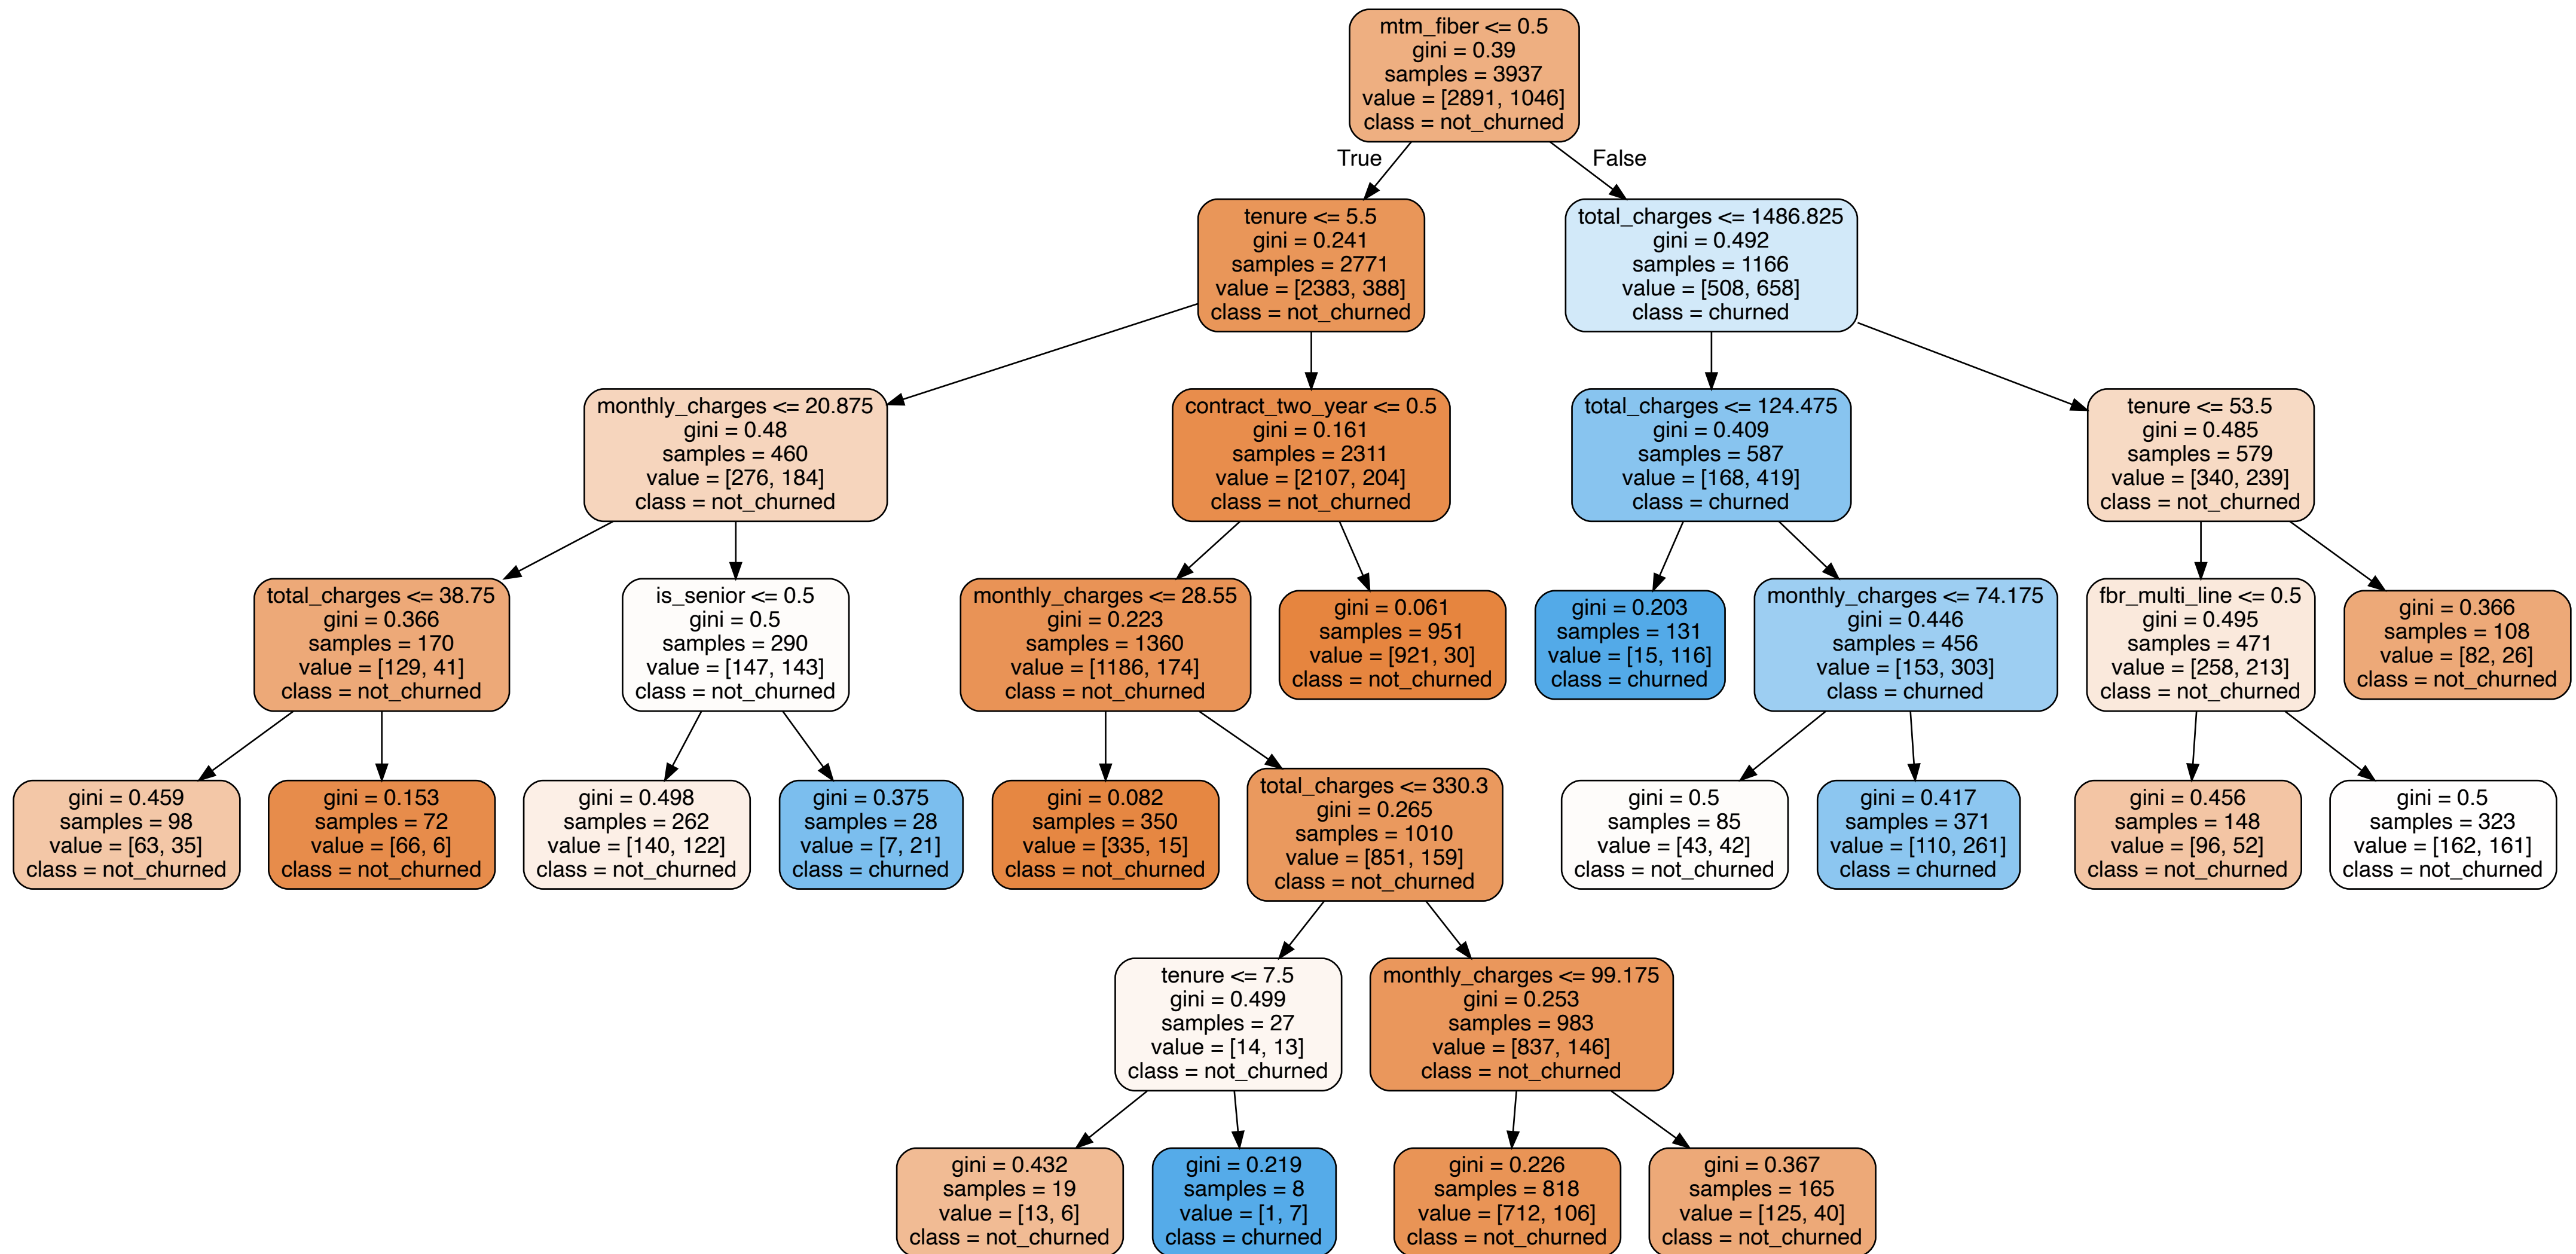 mtm_fiber <= 0.5
gini = 0.39
samples = 3937
value = [2891, 1046]
class = not_churned
True
False
tenure <= 5.5
gini = 0.241
samples = 2771
value = [2383, 388]
class = not_churned
total_charges <= 1486.825
gini = 0.492
samples = 1166
value = [508, 658]
class = churned
monthly_charges <= 20.875
gini = 0.48
samples = 460
value = [276, 184]
class = not_churned
contract_two_year <= 0.5
gini = 0.161
samples = 2311
value = [2107, 204]
class = not_churned
total_charges <= 124.475
gini = 0.409
samples = 587
value = [168, 419]
class = churned
tenure <= 53.5
gini = 0.485
samples = 579
value = [340, 239]
class = not_churned
total_charges <= 38.75
gini = 0.366
samples = 170
value = [129, 41]
class = not_churned
is_senior <= 0.5
gini = 0.5
samples = 290
value = [147, 143]
class = not_churned
monthly_charges <= 28.55
gini = 0.223
samples = 1360
value = [1186, 174]
class = not_churned
gini = 0.061
samples = 951
value = [921, 30]
class = not_churned
gini = 0.203
samples = 131
value = [15, 116]
class = churned
monthly_charges <= 74.175
gini = 0.446
samples = 456
value = [153, 303]
class = churned
fbr_multi_line <= 0.5
gini = 0.495
samples = 471
value = [258, 213]
class = not_churned
gini = 0.366
samples = 108
value = [82, 26]
class = not_churned
gini = 0.459
samples = 98
value = [63, 35]
class = not_churned
gini = 0.153
samples = 72
value = [66, 6]
class = not_churned
gini = 0.498
samples = 262
value = [140, 122]
class = not_churned
gini = 0.375
samples = 28
value = [7, 21]
class = churned
gini = 0.082
samples = 350
value = [335, 15]
class = not_churned
total_charges <= 330.3
gini = 0.265
samples = 1010
value = [851, 159]
class = not_churned
gini = 0.5
samples = 85
value = [43, 42]
class = not_churned
gini = 0.417
samples = 371
value = [110, 261]
class = churned
gini = 0.456
samples = 148
value = [96, 52]
class = not_churned
gini = 0.5
samples = 323
value = [162, 161]
class = not_churned
tenure <= 7.5
gini = 0.499
samples = 27
value = [14, 13]
class = not_churned
monthly_charges <= 99.175
gini = 0.253
samples = 983
value = [837, 146]
class = not_churned
gini = 0.432
samples = 19
value = [13, 6]
class = not_churned
gini = 0.219
samples = 8
value = [1, 7]
class = churned
gini = 0.226
samples = 818
value = [712, 106]
class = not_churned
gini = 0.367
samples = 165
value = [125, 40]
class = not_churned